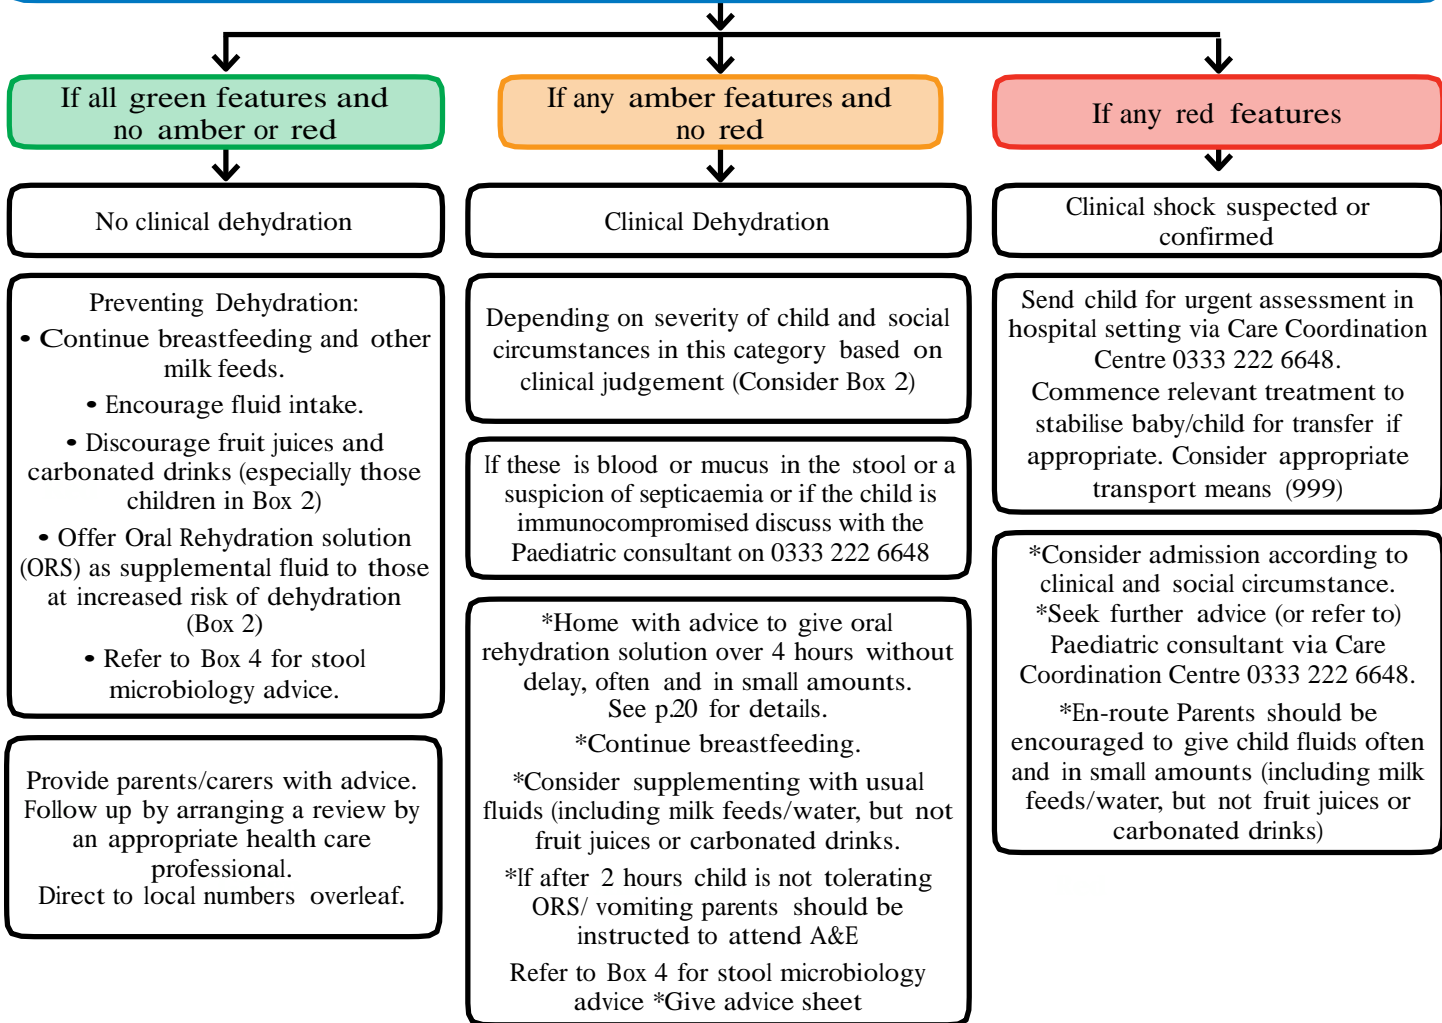 If all green features and
no amber or red
No clinical dehydration
Preventing Dehydration:
• Continue breastfeeding and other
milk feeds.
• Encourage fluid intake.
• Discourage fruit juices and
carbonated drinks (especially those
children in Box 2)
• Offer Oral Rehydration solution
(ORS) as supplemental fluid to those
at increased risk of dehydration
(Box 2)
• Refer to Box 4 for stool
microbiology advice.
Provide parents/carers with advice.
Follow up by arranging a review by
an appropriate health care
professional.
Direct to local numbers overleaf.
If any amber features and
no red
Clinical Dehydration
Depending on severity of child and social
circumstances in this category based on
clinical judgement (Consider Box 2)
If these is blood or mucus in the stool or a
suspicion of septicaemia or if the child is
immunocompromised discuss with the
Paediatric consultant on 0333 222 6648
*Home with advice to give oral
rehydration solution over 4 hours without
delay, often and in small amounts.
See p.20 for details.
*Continue breastfeeding.
*Consider supplementing with usual
fluids (including milk feeds/water, but not
fruit juices or carbonated drinks.
*If after 2 hours child is not tolerating
ORS/ vomiting parents should be
instructed to attend A&E
Refer to Box 4 for stool microbiology
advice *Give advice sheet
If any red features
Clinical shock suspected or
confirmed
Send child for urgent assessment in
hospital setting via Care Coordination
Centre 0333 222 6648.
Commence relevant treatment to
stabilise baby/child for transfer if
appropriate. Consider appropriate
transport means (999)
*Consider admission according to
clinical and social circumstance.
*Seek further advice (or refer to)
Paediatric consultant via Care
Coordination Centre 0333 222 6648.
*En-route Parents should be
encouraged to give child fluids often
and in small amounts (including milk
feeds/water, but not fruit juices or
carbonated drinks)